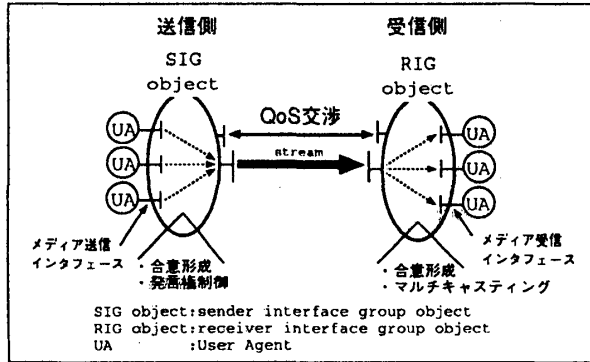 送信側
受信側
SIG
object
RIG
object
QoS交渉
stream
UA
UA
UA
UA
UA
UA
メディア送信
インタフェース
・合意形成
・発言権制御
・合意形成
・マルチキャスティング
メディア受信
インタフェース
SIG object:sender interface group object
RIG object:receiver interface group object
UA :User Agent